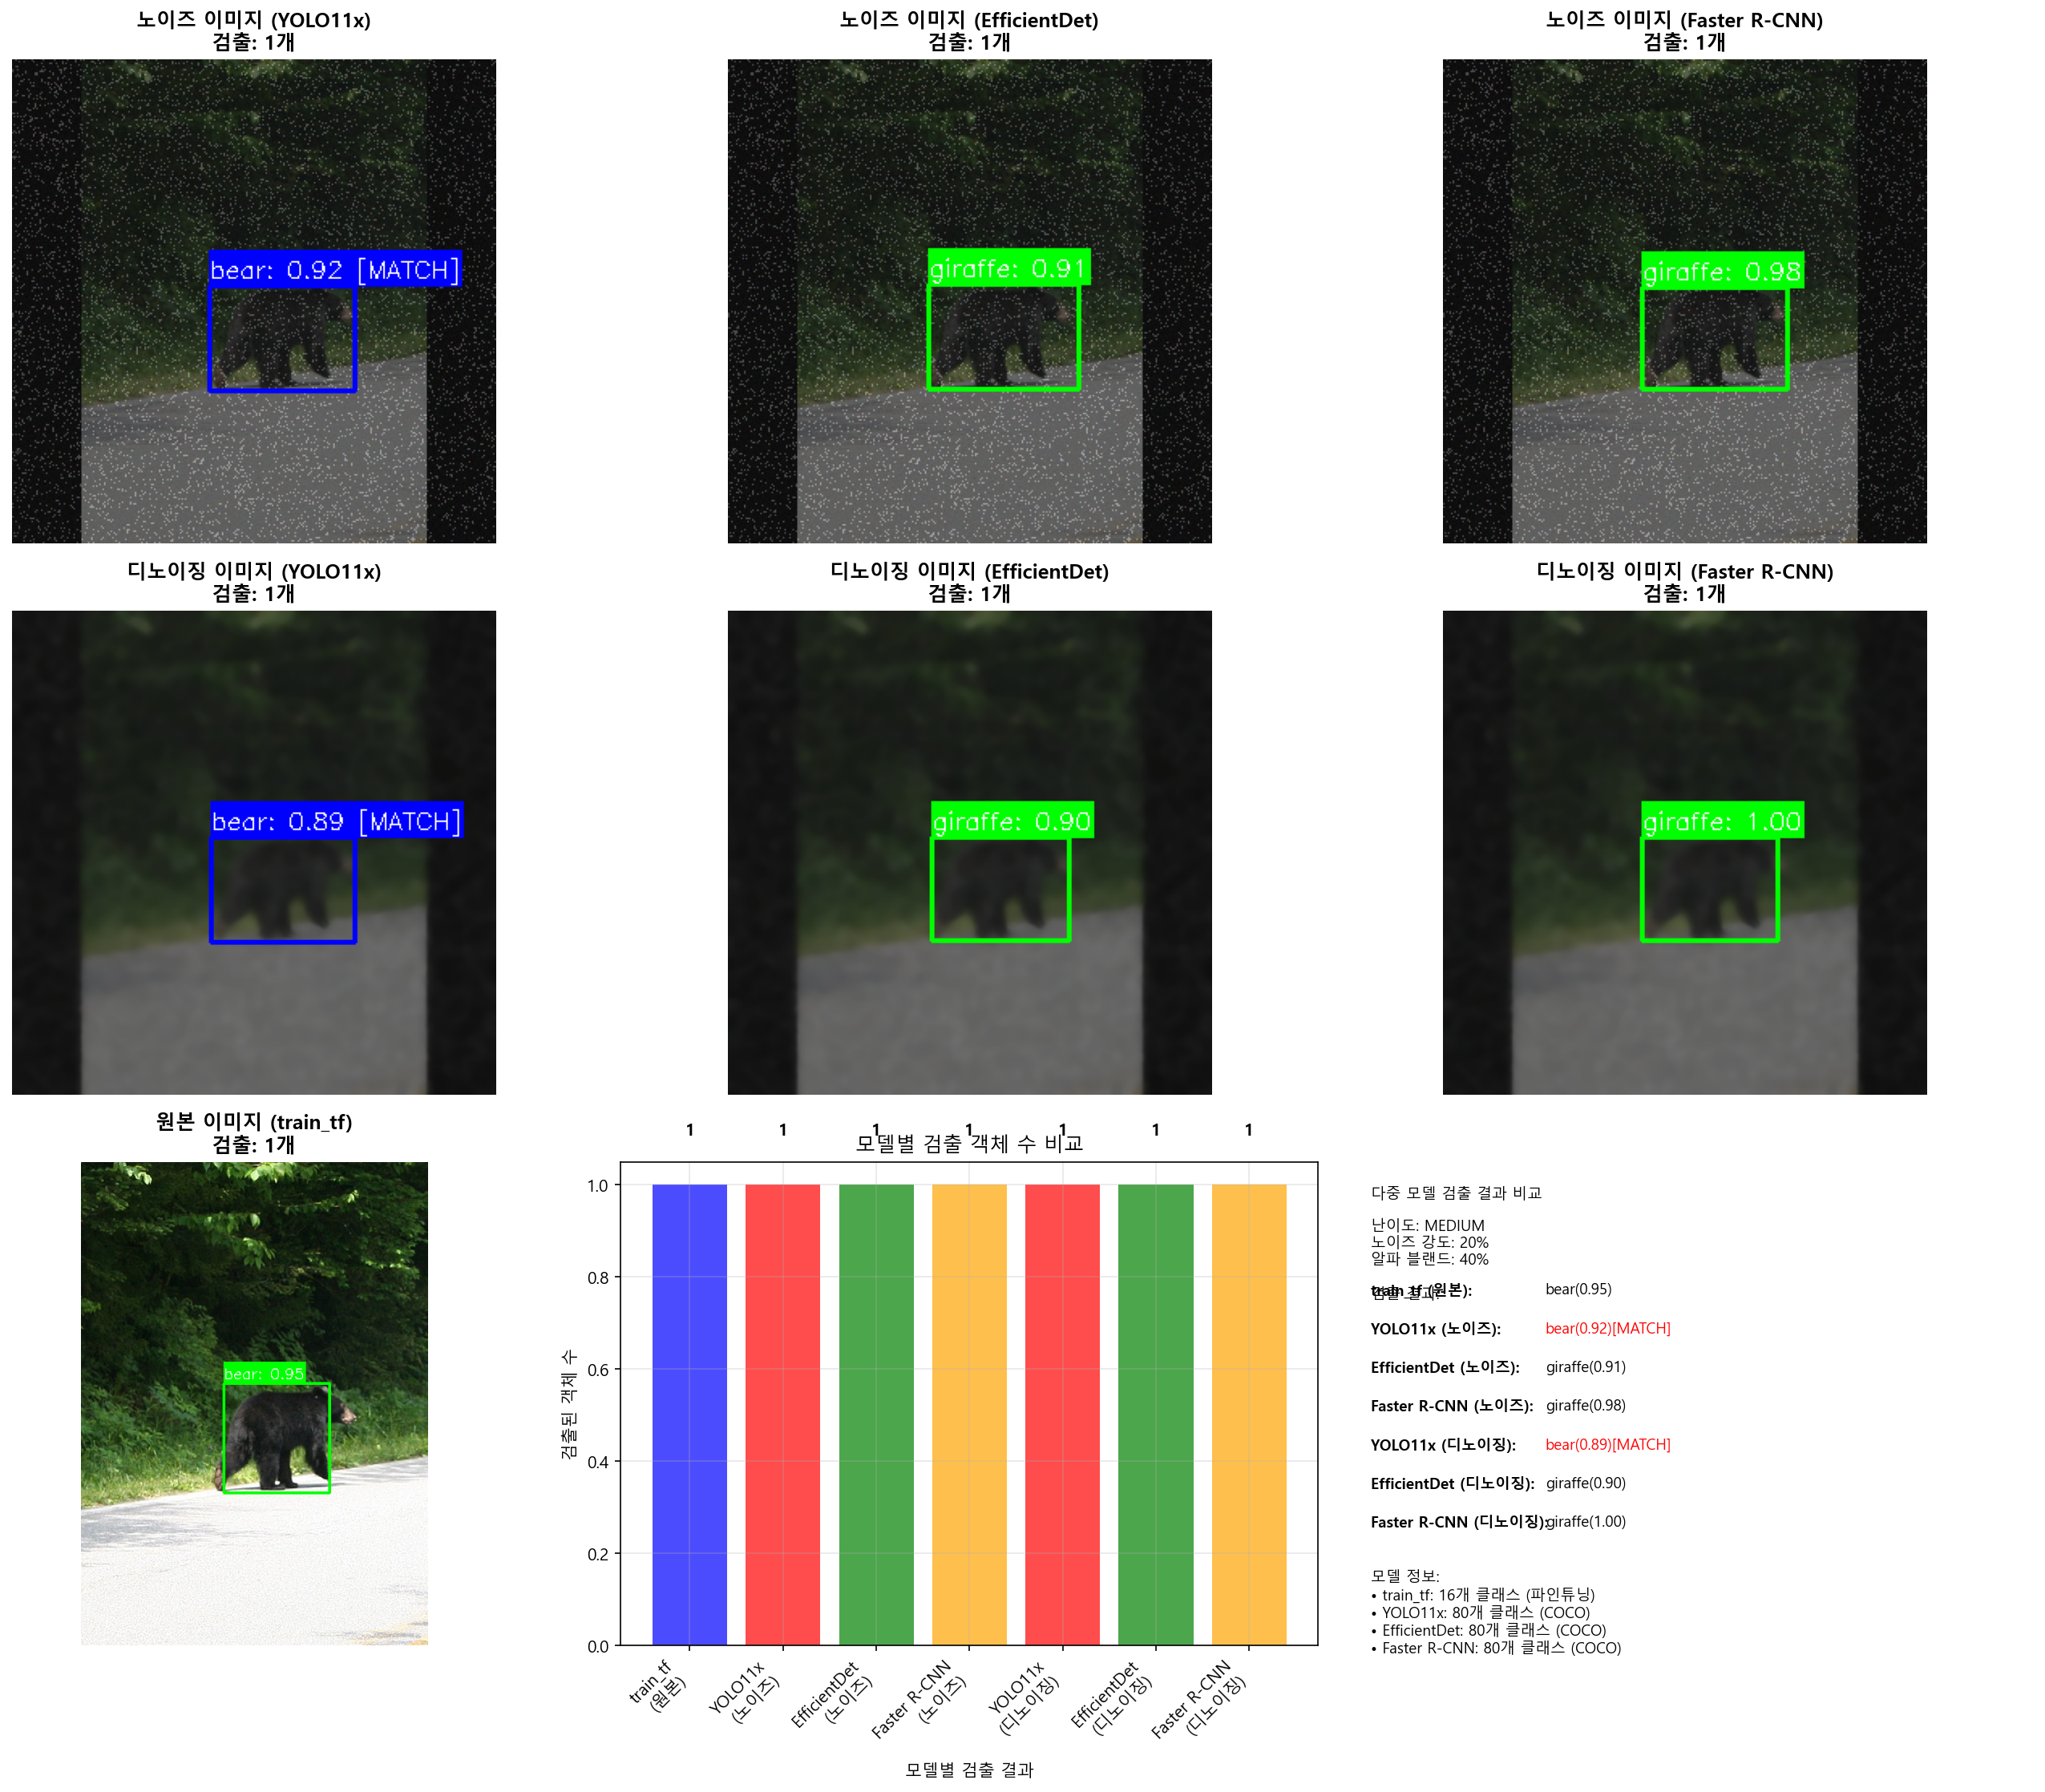 노이즈 이미지 (YOLO11x)
검출: 1개
노이즈 이미지 (EfficientDet)
검출: 1개
노이즈 이미지 (Faster R-CNN)
검출: 1개
bear: 0.92 [MATCH]
giraffe: 0.91
giraffe: 0.98
디노이징 이미지 (YOLO11x)
검출: 1개
디노이징 이미지 (EfficientDet)
검출: 1개
디노이징 이미지 (Faster R-CNN)
검출: 1개
bear: 0.89 [MATCH]
giraffe: 0.90
giraffe: 1.00
원본 이미지 (train_tf)
검출: 1개
bear: 0.95
모델별 검출 객체 수 비교
1 1 1 1 1 1 1
검출된 객체 수
1.0
0.8
0.6
0.4
0.2
0.0
train_tf
(원본)
YOLO11x
(노이즈)
EfficientDet
(노이즈)
Faster R-CNN
(노이즈)
YOLO11x
(디노이징)
EfficientDet
(디노이징)
Faster R-CNN
(디노이징)
모델별 검출 결과
다중 모델 검출 결과 비교
난이도: MEDIUM
노이즈 강도: 20%
알파 블랜드: 40%
검출 결과:
train_tf (원본): bear(0.95)
YOLO11x (노이즈): bear(0.92)[MATCH]
EfficientDet (노이즈): giraffe(0.91)
Faster R-CNN (노이즈): giraffe(0.98)
YOLO11x (디노이징): bear(0.89)[MATCH]
EfficientDet (디노이징): giraffe(0.90)
Faster R-CNN (디노이징): giraffe(1.00)
모델 정보:
• train_tf: 16개 클래스 (파인튜닝)
• YOLO11x: 80개 클래스 (COCO)
• EfficientDet: 80개 클래스 (COCO)
• Faster R-CNN: 80개 클래스 (COCO)